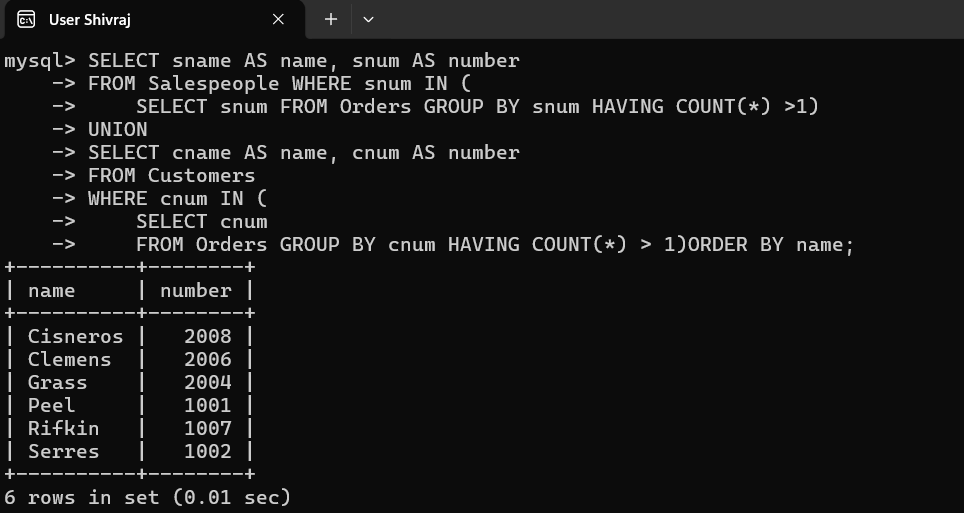 User Shivraj
mysql> SELECT sname AS name, snum AS number
    -> FROM Salespeople WHERE snum IN (
    ->     SELECT snum FROM Orders GROUP BY snum HAVING COUNT(*) >1)
    -> UNION
    -> SELECT cname AS name, cnum AS number
    -> FROM Customers
    -> WHERE cnum IN (
    ->     SELECT cnum
    ->     FROM Orders GROUP BY cnum HAVING COUNT(*) > 1)ORDER BY name;
+----------+--------+
| name     | number |
+----------+--------+
| Cisneros |   2008 |
| Clemens  |   2006 |
| Grass    |   2004 |
| Peel     |   1001 |
| Rifkin   |   1007 |
| Serres   |   1002 |
+----------+--------+
6 rows in set (0.01 sec)